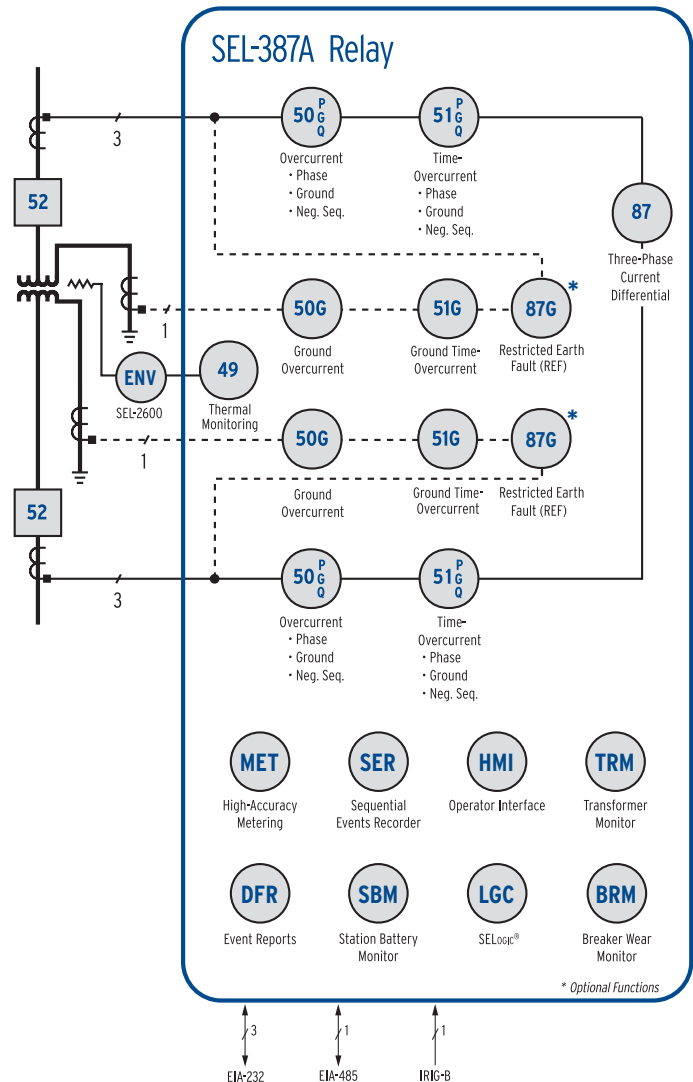 SEL-387A Relay
3
50 P G Q
51 P G Q
Overcurrent
· Phase
· Ground
· Neg. Seq.
Time-
Overcurrent
· Phase
· Ground
· Neg. Seq.
52
87
Three-Phase
Current
Differential
1
50G
51G
87G *
Ground
Overcurrent
Ground Time-
Overcurrent
Restricted Earth
Fault (REF)
ENV
SEL-2600
49
Thermal
Monitoring
1
50G
51G
87G *
Ground
Overcurrent
Ground Time-
Overcurrent
Restricted Earth
Fault (REF)
52
3
50 P G Q
51 P G Q
Overcurrent
· Phase
· Ground
· Neg. Seq.
Time-
Overcurrent
· Phase
· Ground
· Neg. Seq.
MET
High-Accuracy
Metering
SER
Sequential
Events Recorder
HMI
Operator Interface
TRM
Transformer
Monitor
DFR
Event Reports
SBM
Station Battery
Monitor
LGC
SELOGIC®
BRM
Breaker Wear
Monitor
* Optional Functions
3
1
1
EIA-232
EIA-485
IRIG-B